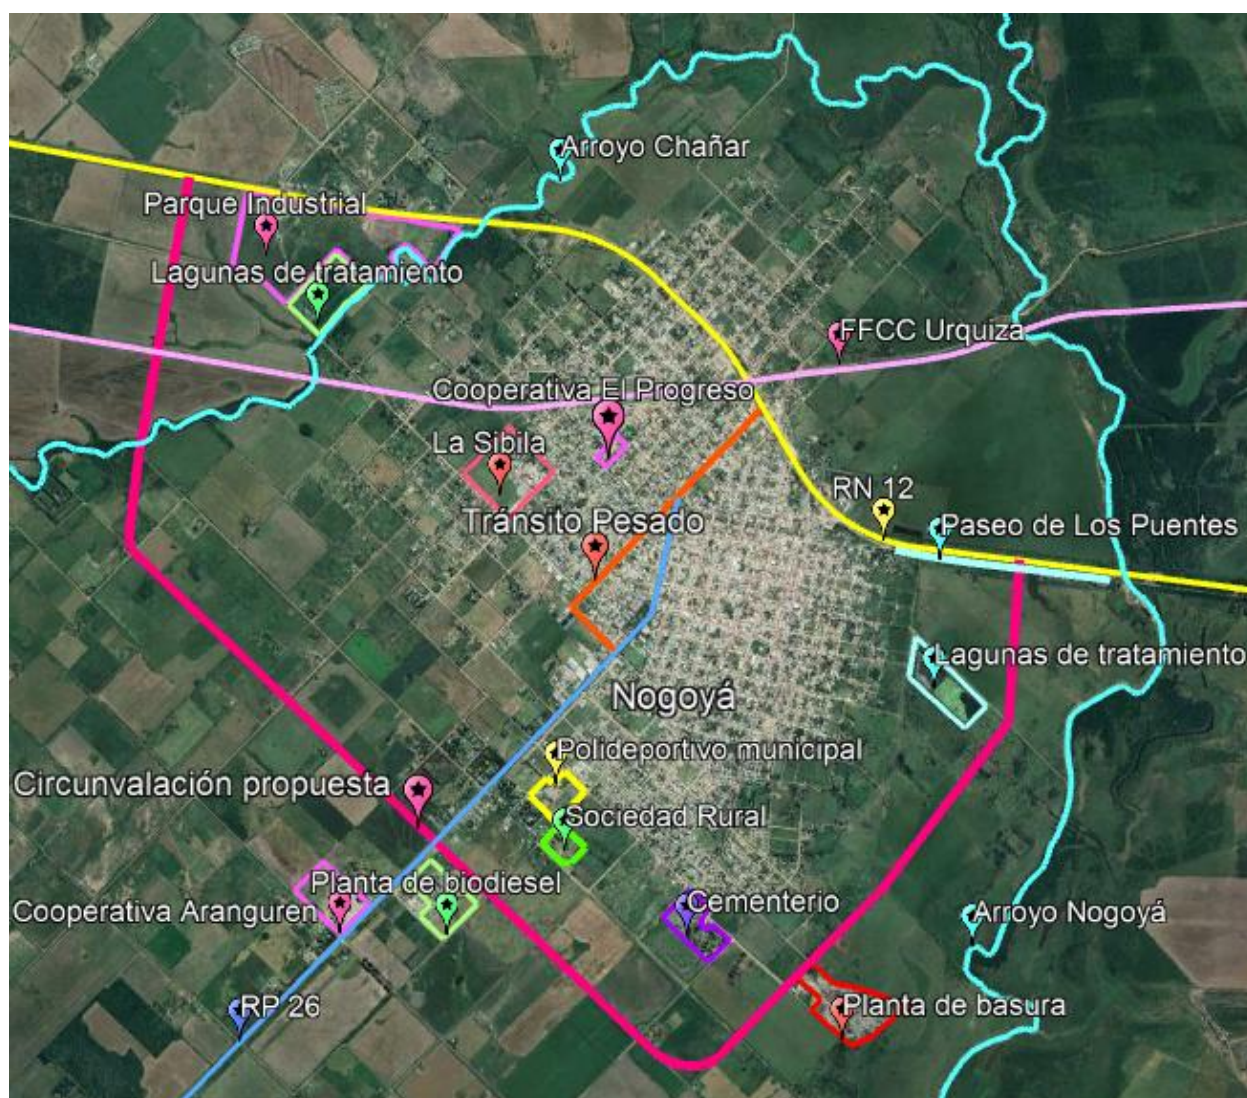 Arroyo Chañar
Parque Industrial
Lagunas de tratamiento
FFCC Urquiza
Cooperativa El Progreso
La Sibila
RN 12
Tránsito Pesado
Paseo de Los Puentes
Lagunas de tratamiento
Nogoyá
Polideportivo municipal
Circunvalación propuesta
Sociedad Rural
Planta de biodiesel
Cooperativa Aranguren
Cementerio
Arroyo Nogoyá
RP 26
Planta de basura